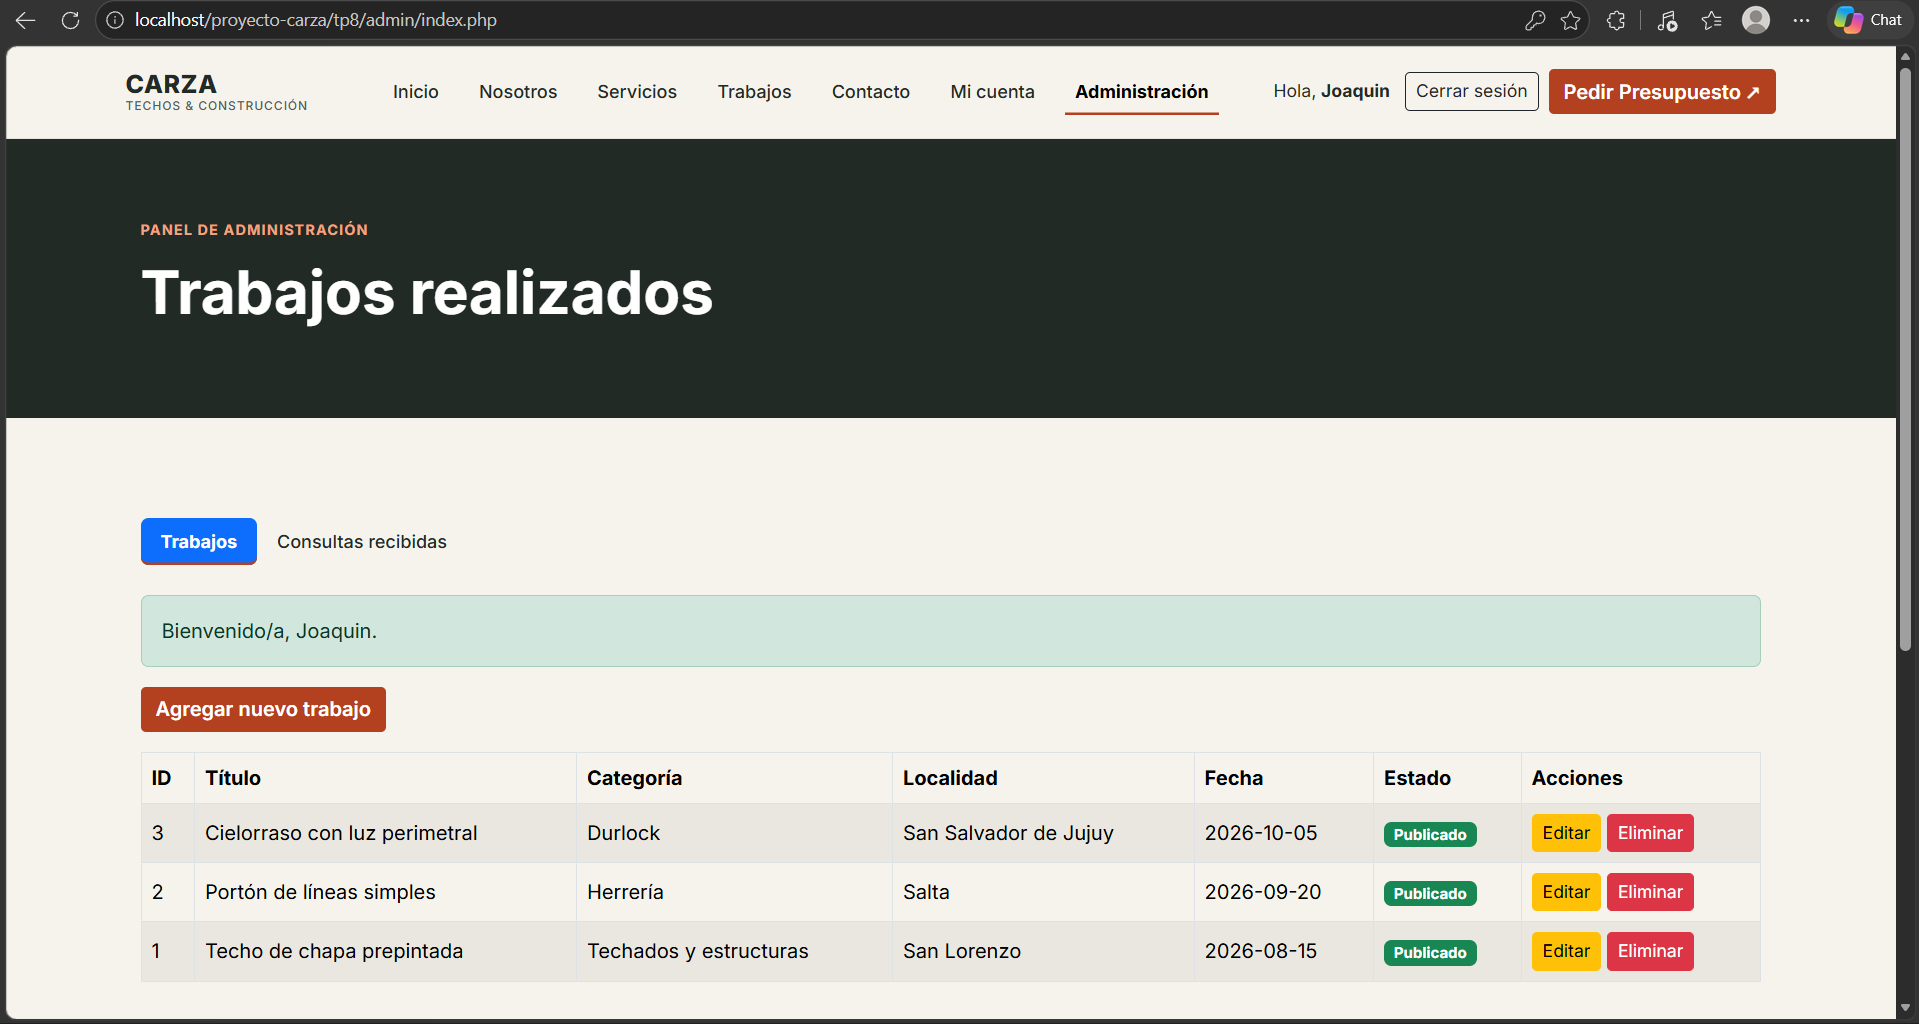 localhost/proyecto-carza/tp8/admin/index.php
Chat
CARZA
TECHOS & CONSTRUCCIÓN
Inicio
Nosotros
Servicios
Trabajos
Contacto
Mi cuenta
Administración
Hola, Joaquin
Cerrar sesión
Pedir Presupuesto ↗
PANEL DE ADMINISTRACIÓN
Trabajos realizados
Trabajos
Consultas recibidas
Bienvenido/a, Joaquin.
Agregar nuevo trabajo
ID Título Categoría Localidad Fecha Estado Acciones
3 Cielorraso con luz perimetral Durlock San Salvador de Jujuy 2026-10-05 Publicado Editar Eliminar
2 Portón de líneas simples Herrería Salta 2026-09-20 Publicado Editar Eliminar
1 Techo de chapa prepintada Techados y estructuras San Lorenzo 2026-08-15 Publicado Editar Eliminar